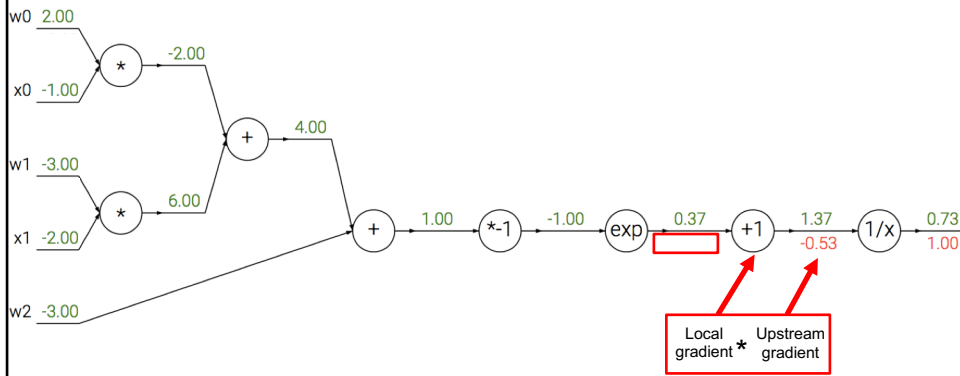 w0 2.00
-2.00
*
x0 -1.00
4.00
+
w1 -3.00
6.00
*
x1 -2.00
1.00 -1.00 0.37 1.37 0.73
+ *-1 exp +1 1/x
-0.53 1.00
w2 -3.00
Local gradient * Upstream gradient